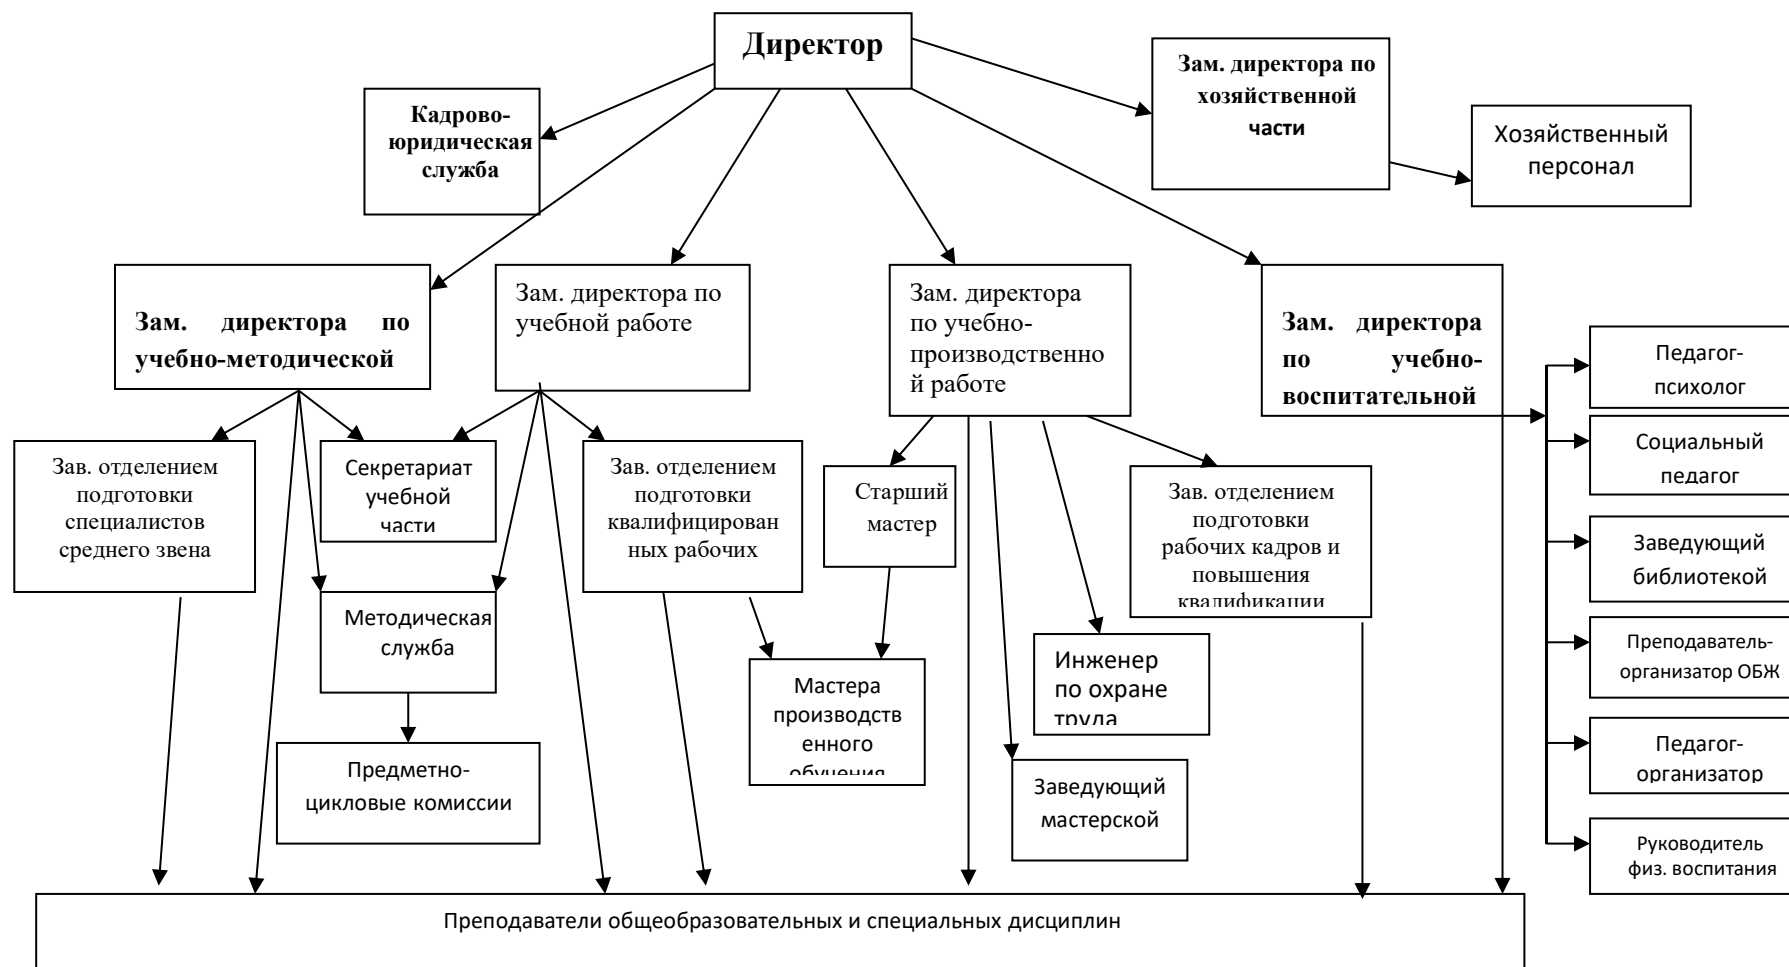 Директор
Зам. директора по
хозяйственной
части
Кадрово-
юридическая
служба
Хозяйственный
персонал
Зам. директора по
учебно-методической
Зам. директора по
учебной работе
Зам. директора
по учебно-
производственно
й работе
Зам. директора
по учебно-
воспитательной
Педагог-
психолог
Социальный
педагог
Заведующий
библиотекой
Преподаватель-
организатор ОБЖ
Педагог-
организатор
Руководитель
физ. воспитания
Зав. отделением
подготовки
специалистов
среднего звена
Секретариат
учебной
части
Зав. отделением
подготовки
квалифицирован
ных рабочих
Старший
мастер
Зав. отделением
подготовки
рабочих кадров и
повышения
квалификации
Методическая
служба
Инженер
по охране
труда
Мастера
производств
енного
обучения
Предметно-
цикловые комиссии
Заведующий
мастерской
Преподаватели общеобразовательных и специальных дисциплин